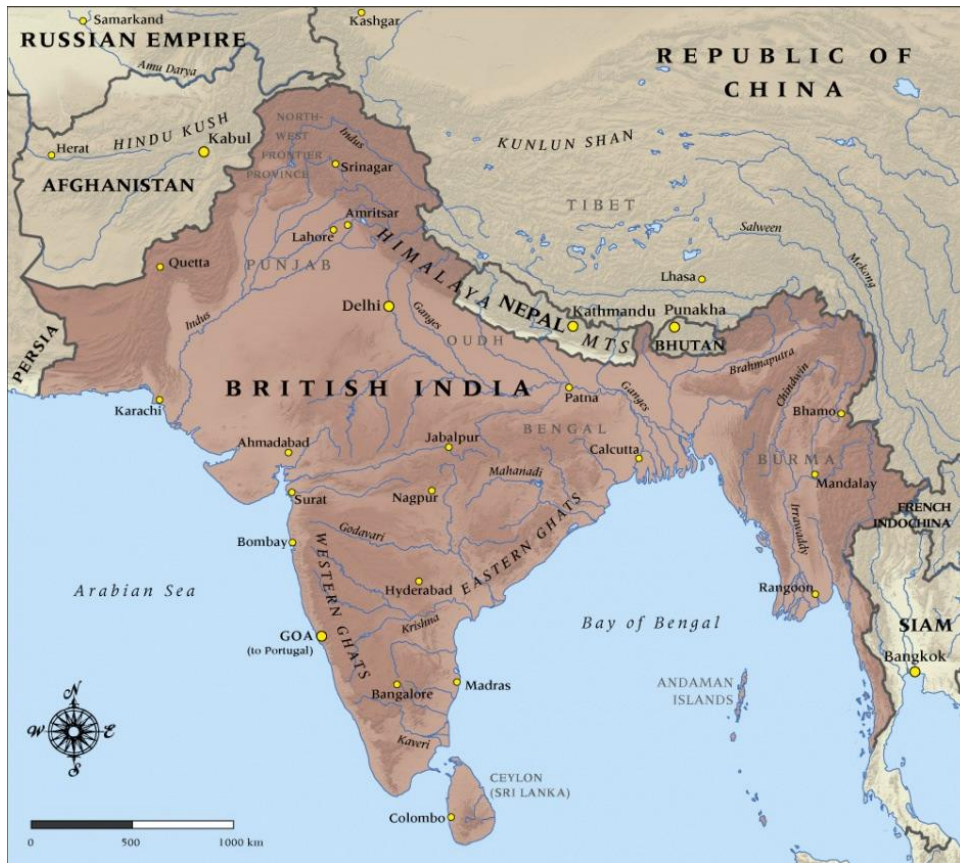 Samarkand
Kashgar
RUSSIAN EMPIRE
Amu Darya
REPUBLIC OF
CHINA
HINDU KUSH
Herat
Kabul
AFGHANISTAN
NORTH-
WEST
FRONTIER
PROVINCE
Indus
Srinagar
KUNLUN SHAN
TIBET
Salween
Mekong
Amritsar
Lahore
PUNJAB
HIMALAYA
MTS
Quetta
Lhasa
Delhi
Indus
Ganges
NEPAL
Kathmandu
Punakha
BHUTAN
PERSIA
OUDH
Brahmaputra
BRITISH INDIA
Patna
Ganges
Chindwin
Karachi
Bhamo
Ahmadabad
Jabalpur
BENGAL
Calcutta
BURMA
Mandalay
Surat
Nagpur
Mahanadi
FRENCH
INDOCHINA
Bombay
Godavari
EASTERN GHATS
WESTERN GHATS
Irrawaddy
Arabian Sea
Hyderabad
Rangoon
Krishna
Bay of Bengal
SIAM
GOA
(to Portugal)
Bangkok
Bangalore
Madras
ANDAMAN
ISLANDS
Kaveri
N
W E
S
CEYLON
(SRI LANKA)
Colombo
0 500 1000 km